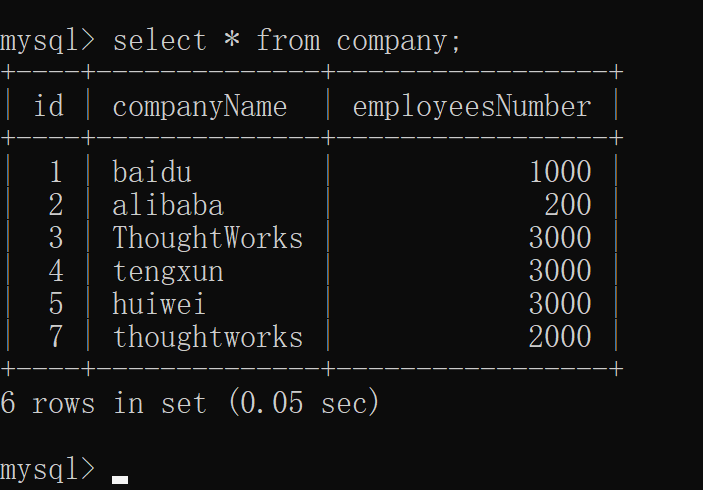 mysql> select * from company;
+----+--------------+-----------------+
| id | companyName  | employeesNumber |
+----+--------------+-----------------+
|  1 | baidu        |            1000 |
|  2 | alibaba      |             200 |
|  3 | ThoughtWorks |            3000 |
|  4 | tengxun      |            3000 |
|  5 | huiwei       |            3000 |
|  7 | thoughtworks |            2000 |
+----+--------------+-----------------+
6 rows in set (0.05 sec)
mysql>